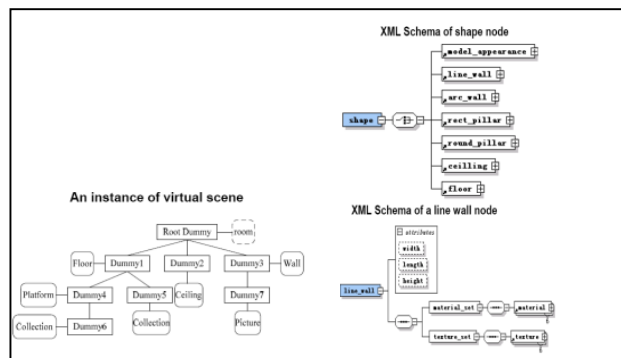 XML Schema of shape node
model_appearance
line_wall
arc_wall
shape
rect_pillar
round_pillar
ceilling
floor
An instance of virtual scene
Root Dummy
room
Floor
Dummy1
Dummy2
Dummy3
Wall
Platform
Dummy4
Dummy5
Ceiling
Dummy7
Collection
Dummy6
Collection
Picture
XML Schema of a line wall node
attributes
width
length
height
line_wall
material_set
material
texture_set
texture